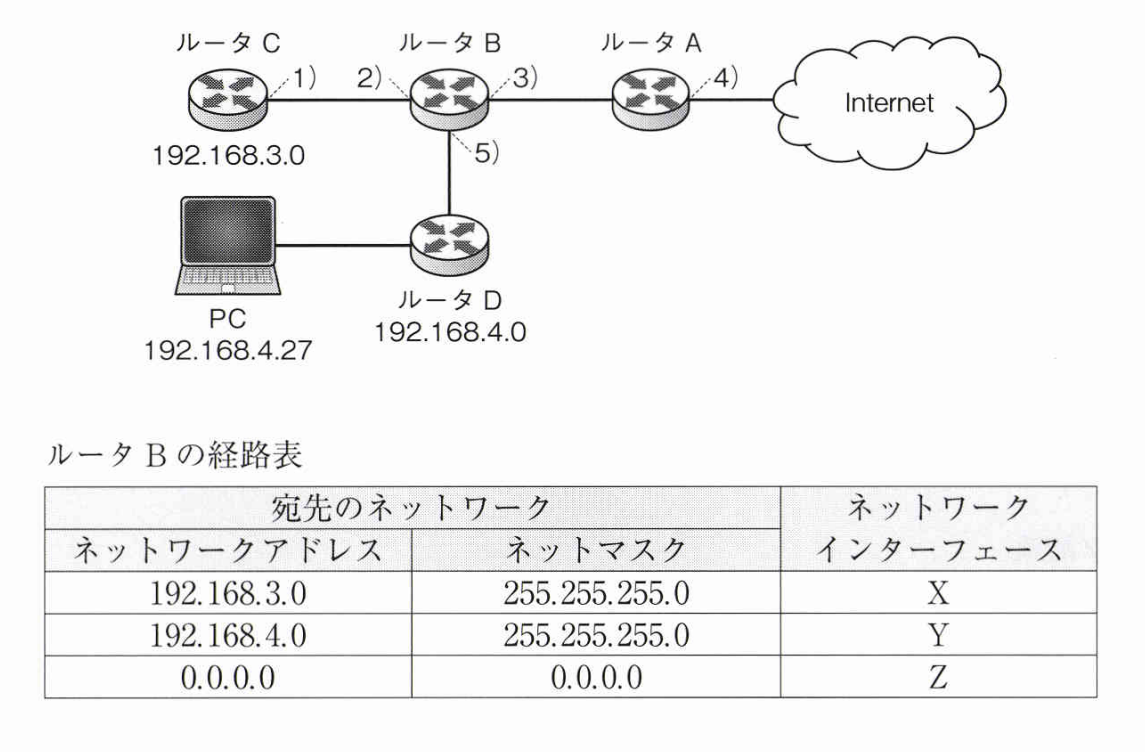 ルータ C
ルータ B
ルータ A
1)
2)
3)
4)
Internet
192.168.3.0
5)
PC
192.168.4.27
ルータ D
192.168.4.0
ルータ B の経路表
宛先のネットワーク
ネットワークインターフェース
ネットワークアドレス
ネットマスク
192.168.3.0 255.255.255.0 X
192.168.4.0 255.255.255.0 Y
0.0.0.0 0.0.0.0 Z